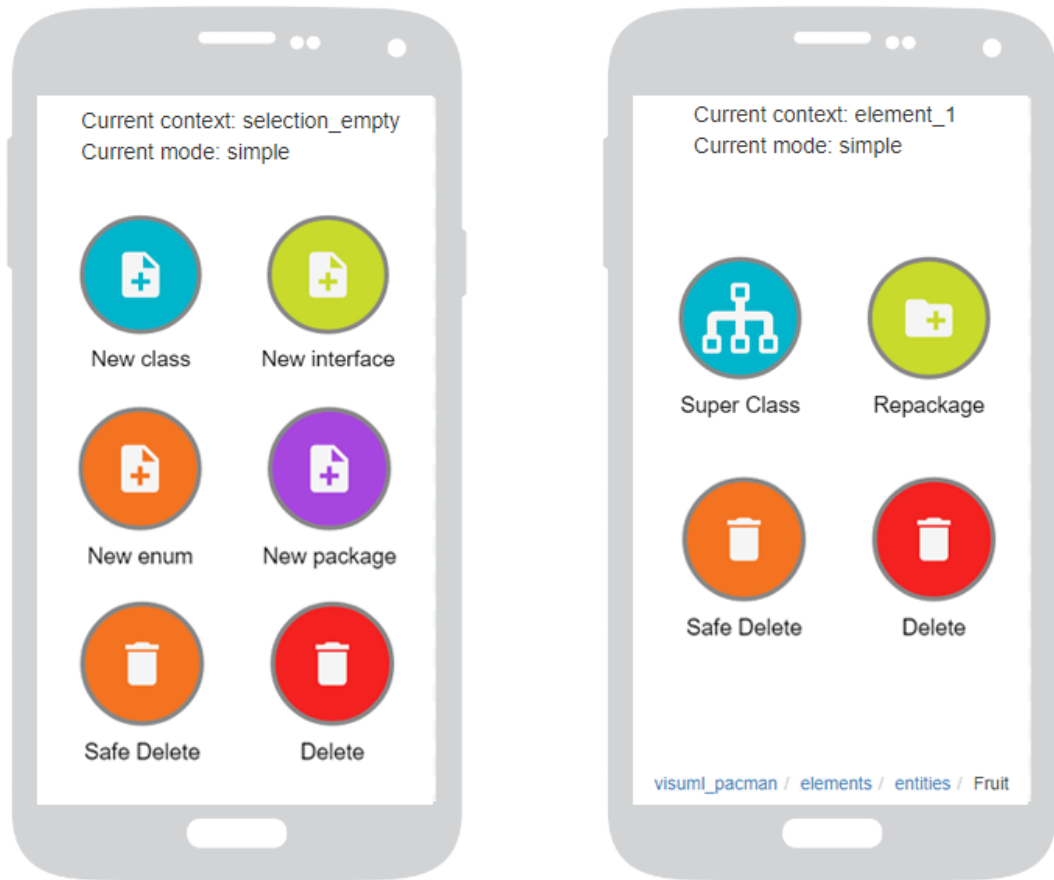 Current context: selection_empty
Current mode: simple
New class
New interface
New enum
New package
Safe Delete
Delete
Current context: element_1
Current mode: simple
Super Class
Repackage
Safe Delete
Delete
visuml_pacman / elements / entities / Fruit